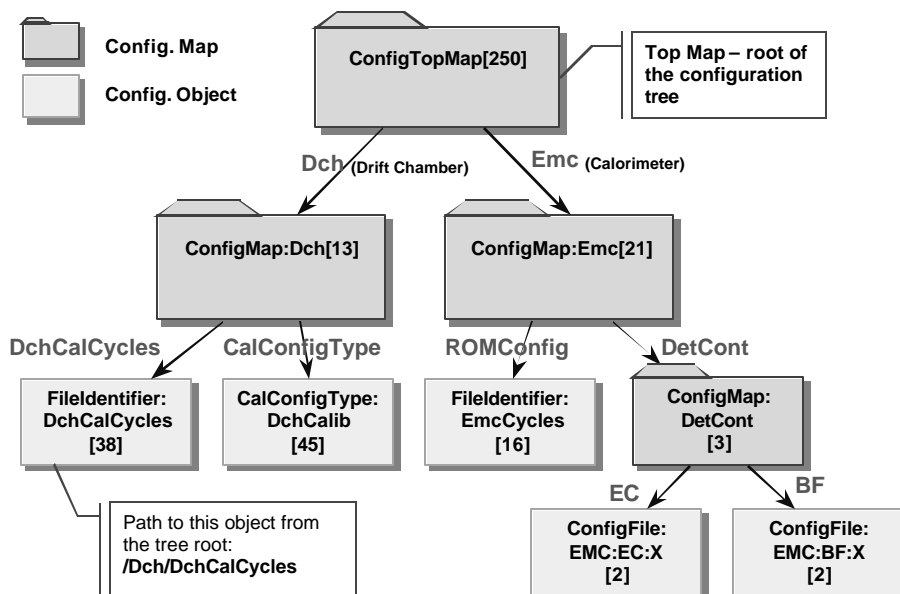 Config. Map
Config. Object
ConfigTopMap[250]
Top Map – root of
the configuration
tree
Dch (Drift Chamber)
Emc (Calorimeter)
ConfigMap:Dch[13]
ConfigMap:Emc[21]
DchCalCycles
CalConfigType
ROMConfig
DetCont
FileIdentifier:
DchCalCycles
[38]
CalConfigType:
DchCalib
[45]
FileIdentifier:
EmcCycles
[16]
ConfigMap:
DetCont
[3]
EC
BF
Path to this object from
the tree root:
/Dch/DchCalCycles
ConfigFile:
EMC:EC:X
[2]
ConfigFile:
EMC:BF:X
[2]